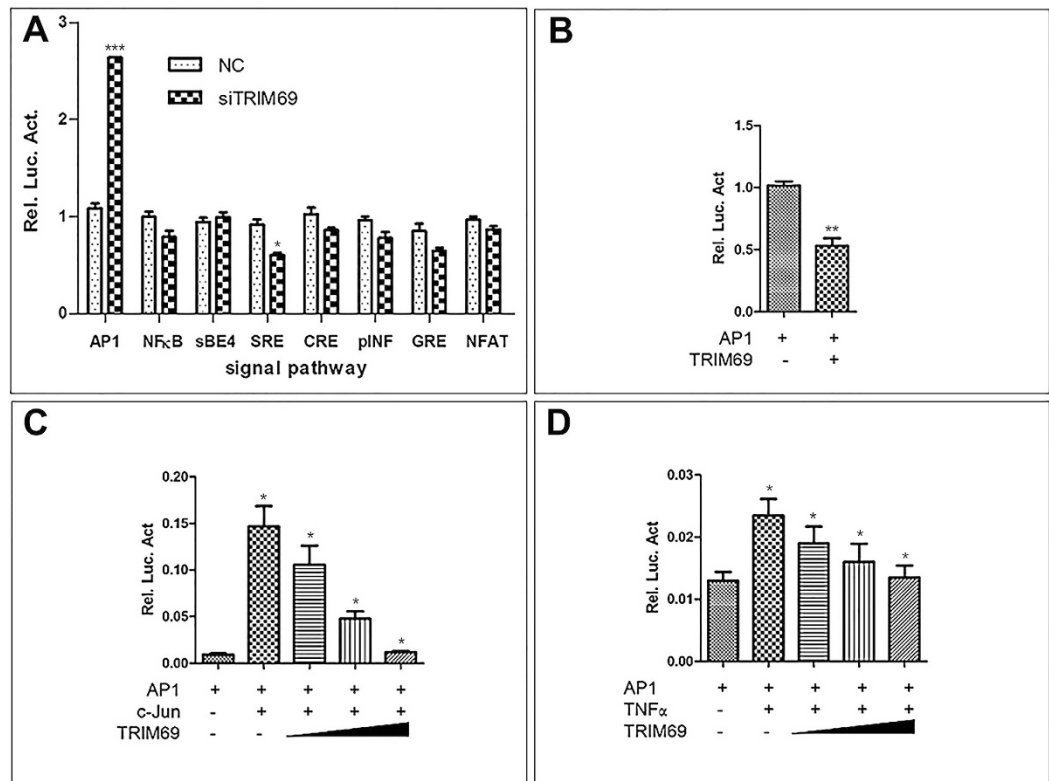 A
3
2
1
0
Rel. Luc. Act.
***
*
NC
siTRIM69
AP1 NFκB sBE4 SRE CRE pINF GRE NFAT
signal pathway
B
1.5
1.0
0.5
0.0
Rel. Luc. Act
**
AP1 + +
TRIM69 - +
C
0.20
0.15
0.10
0.05
0.00
Rel. Luc. Act
* * * *
AP1 + + + + +
c-Jun - + + + +
TRIM69 - -
D
0.03
0.02
0.01
0.00
Rel. Luc. Act
* * * *
AP1 + + + + +
TNFα - + + + +
TRIM69 - -